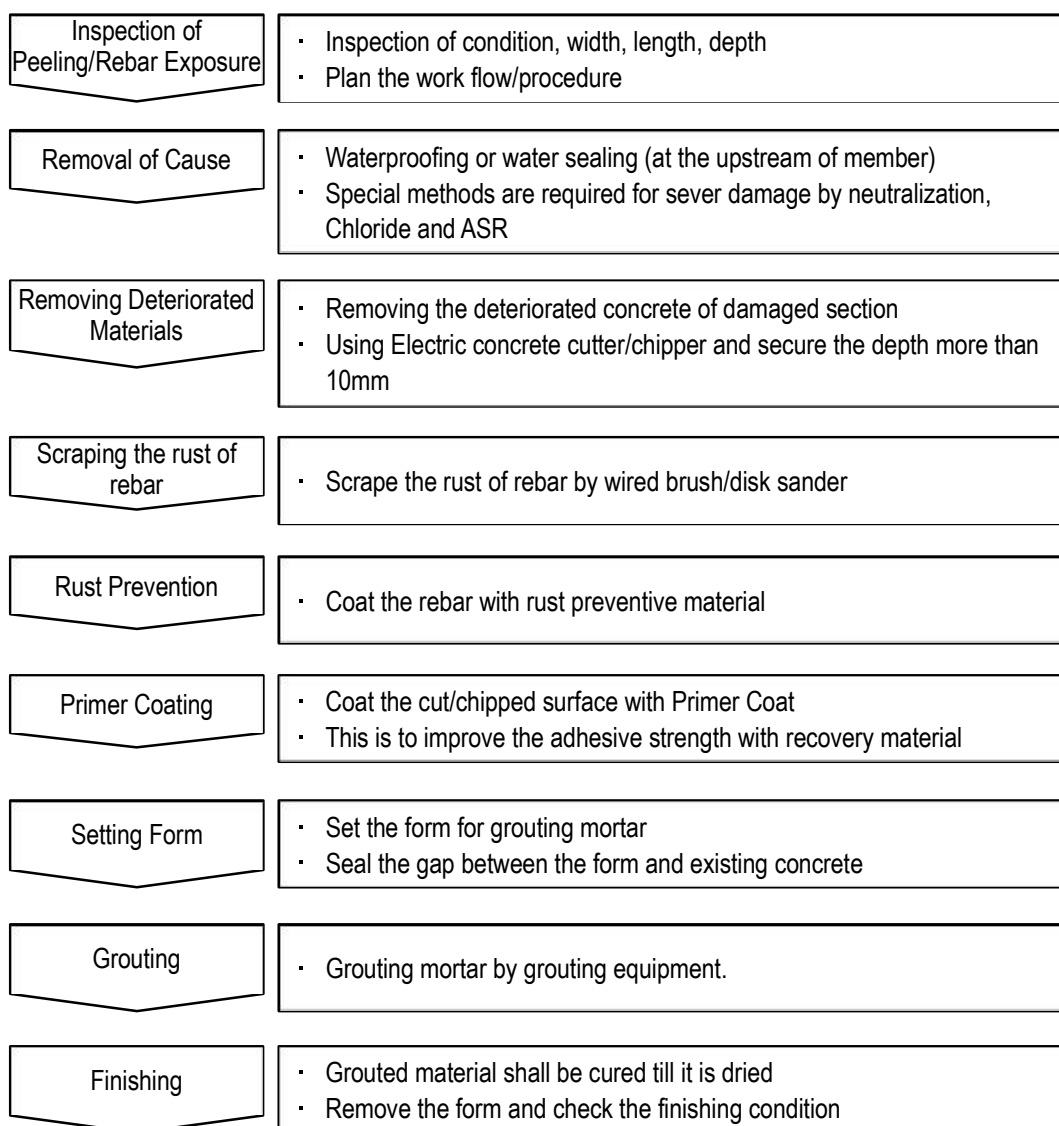 Inspection of
Peeling/Rebar Exposure
· Inspection of condition, width, length, depth
· Plan the work flow/procedure
Removal of Cause
· Waterproofing or water sealing (at the upstream of member)
· Special methods are required for sever damage by neutralization,
Chloride and ASR
Removing Deteriorated
Materials
· Removing the deteriorated concrete of damaged section
· Using Electric concrete cutter/chipper and secure the depth more than
10mm
Scraping the rust of
rebar
· Scrape the rust of rebar by wired brush/disk sander
Rust Prevention
· Coat the rebar with rust preventive material
Primer Coating
· Coat the cut/chipped surface with Primer Coat
· This is to improve the adhesive strength with recovery material
Setting Form
· Set the form for grouting mortar
· Seal the gap between the form and existing concrete
Grouting
· Grouting mortar by grouting equipment.
Finishing
· Grouted material shall be cured till it is dried
· Remove the form and check the finishing condition